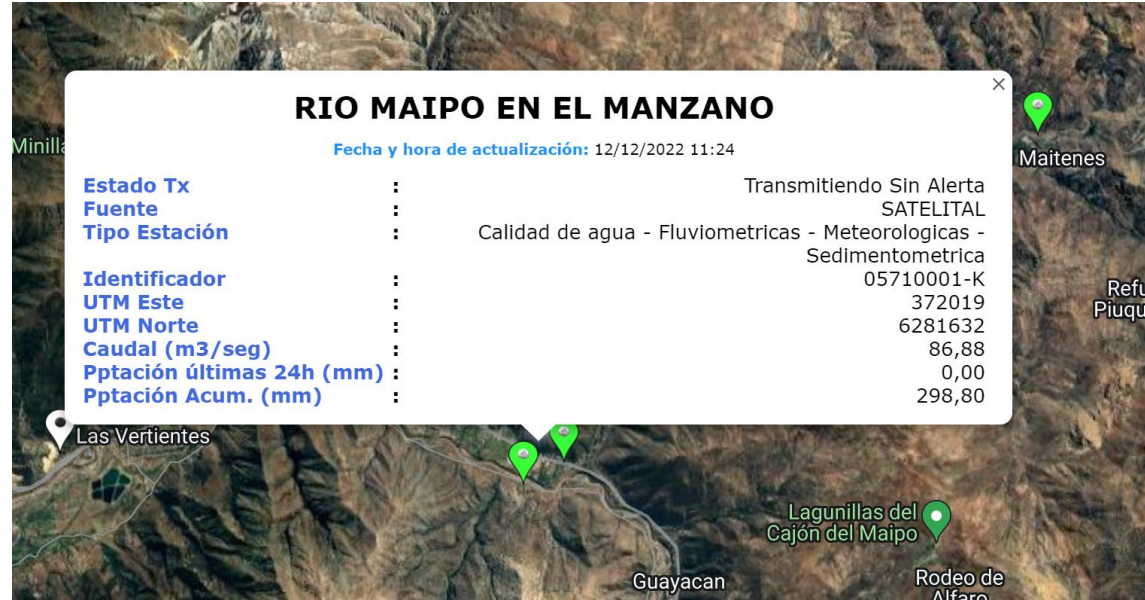 RIO MAIPO EN EL MANZANO
×
Fecha y hora de actualización: 12/12/2022 11:24
Estado Tx : Transmitiendo Sin Alerta
Fuente : SATELITAL
Tipo Estación : Calidad de agua - Fluviometricas - Meteorologicas -
Sedimentometrica
Identificador : 05710001-K
UTM Este : 372019
UTM Norte : 6281632
Caudal (m3/seg) : 86,88
Pptación últimas 24h (mm) : 0,00
Pptación Acum. (mm) : 298,80
Minilla
Maitenes
Refu
Piuqu
Las Vertientes
Lagunillas del
Cajón del Maipo
Guayacan
Rodeo de
Alfaro